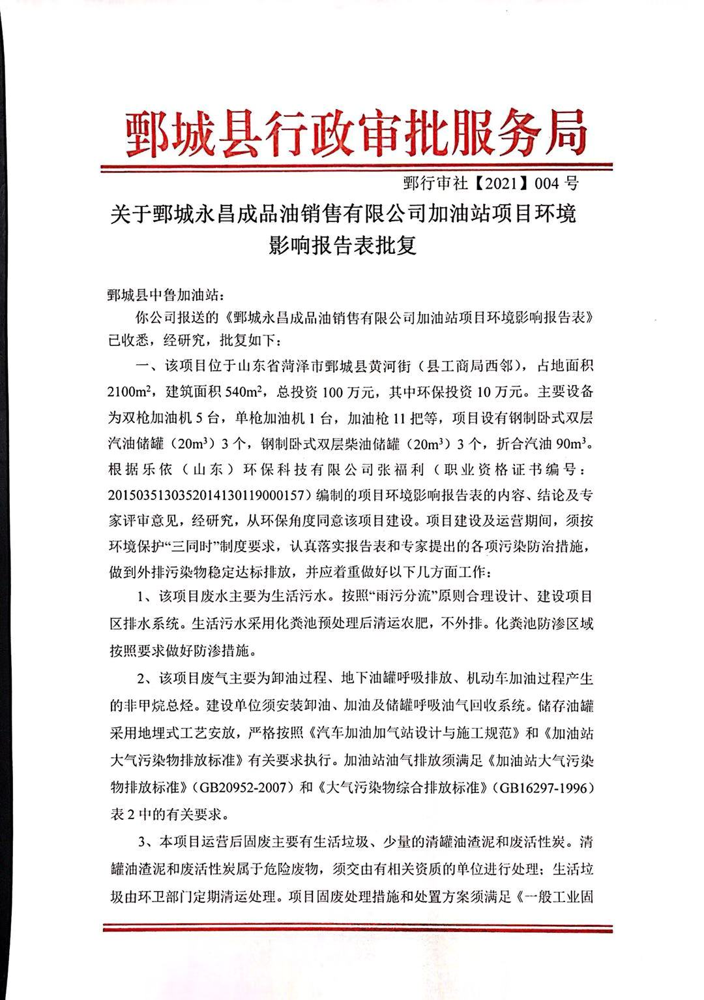 鄄城县行政审批服务局
鄄行审社【2021】004 号
关于鄄城永昌成品油销售有限公司加油站项目环境
影响报告表批复
鄄城县中鲁加油站：
你公司报送的《鄄城永昌成品油销售有限公司加油站项目环境影响报告表》
已收悉，经研究，批复如下：
一、该项目位于山东省菏泽市鄄城县黄河街（县工商局西邻），占地面积
2100m²，建筑面积 540m²，总投资 100 万元，其中环保投资 10 万元。主要设备
为双枪加油机 5 台，单枪加油机 1 台，加油枪 11 把等，项目设有钢制卧式双层
汽油储罐（20m³）3 个，钢制卧式双层柴油储罐（20m³）3 个，折合汽油 90m³。
根据乐依（山东）环保科技有限公司张福利（职业资格证书编号：
2015035130352014130119000157）编制的项目环境影响报告表的内容、结论及专
家评审意见，经研究，从环保角度同意该项目建设。项目建设及运营期间，须按
环境保护“三同时”制度要求，认真落实报告表和专家提出的各项污染防治措施，
做到外排污染物稳定达标排放，并应着重做好以下几方面工作：
1、该项目废水主要为生活污水。按照“雨污分流”原则合理设计、建设项目
区排水系统。生活污水采用化粪池预处理后清运农肥，不外排。化粪池防渗区域
按照要求做好防渗措施。
2、该项目废气主要为卸油过程、地下油罐呼吸排放、机动车加油过程产生
的非甲烷总烃。建设单位须安装卸油、加油及储罐呼吸油气回收系统。储存油罐
采用地埋式工艺安放，严格按照《汽车加油加气站设计与施工规范》和《加油站
大气污染物排放标准》有关要求执行。加油站油气排放须满足《加油站大气污染
物排放标准》（GB20952-2007）和《大气污染物综合排放标准》（GB16297-1996）
表 2 中的有关要求。
3、本项目运营后固废主要有生活垃圾、少量的清罐油渣泥和废活性炭。清
罐油渣泥和废活性炭属于危险废物，须交由有相关资质的单位进行处理；生活垃
圾由环卫部门定期清运处理。项目固废处理措施和处置方案须满足《一般工业固